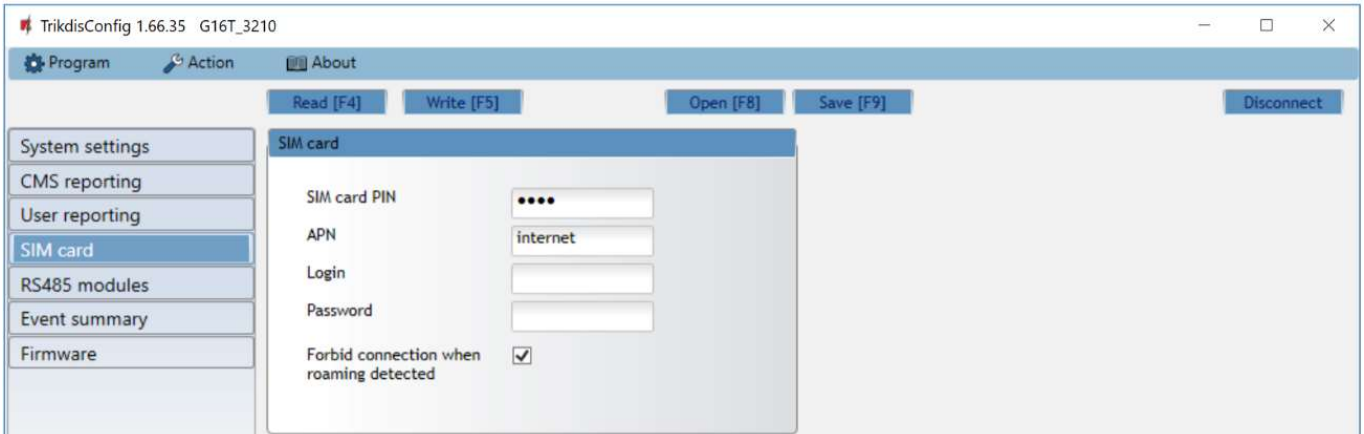 TrikdisConfig 1.66.35 G16T_3210
Program Action About
Read [F4] Write [F5] Open [F8] Save [F9] Disconnect
System settings
CMS reporting
User reporting
SIM card
RS485 modules
Event summary
Firmware
SIM card
SIM card PIN ••••
APN internet
Login
Password
Forbid connection when
roaming detected